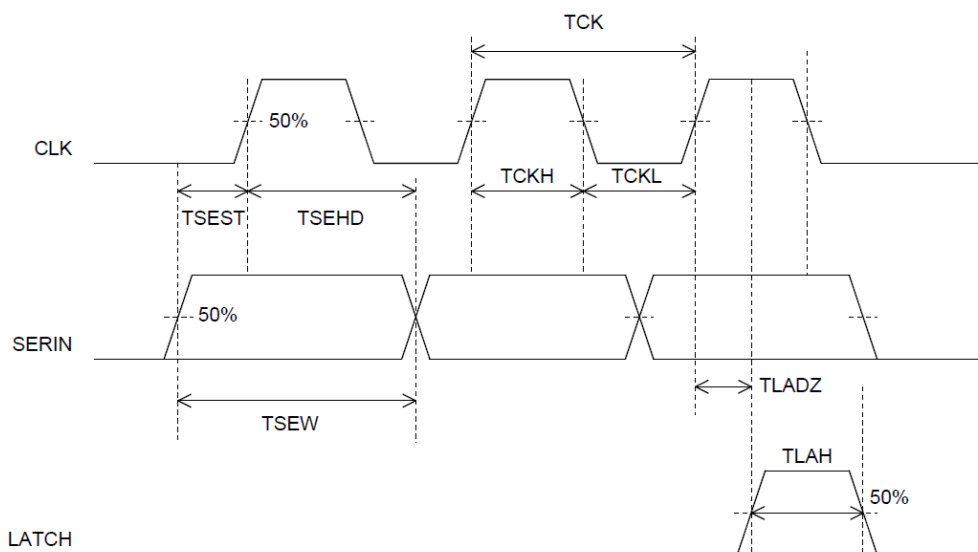 TCK
50%
CLK
TCKH
TCKL
TSEST
TSEHD
50%
SERIN
TLADZ
TSEW
TLAH
50%
LATCH